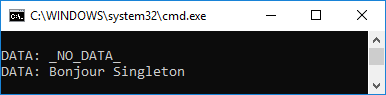 C:\WINDOWS\system32\cmd.exe
DATA: _NO_DATA_
DATA: Bonjour Singleton